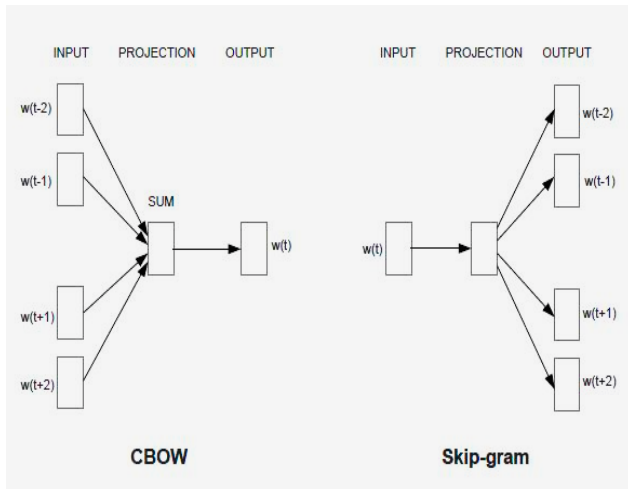 INPUT PROJECTION OUTPUT
w(t-2)
w(t-1)
SUM
w(t)
w(t+1)
w(t+2)
CBOW
INPUT PROJECTION OUTPUT
w(t-2)
w(t-1)
w(t)
w(t+1)
w(t+2)
Skip-gram